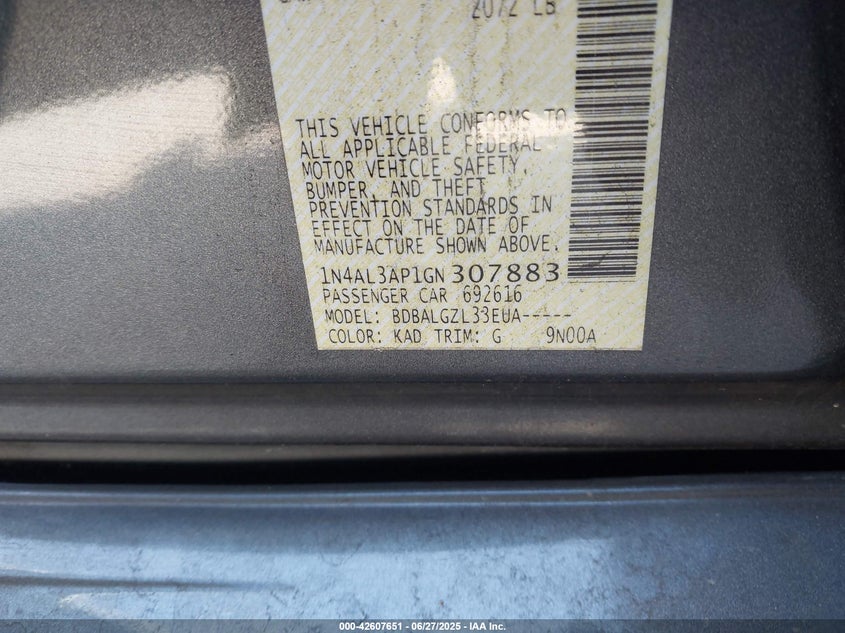 2072 LB
THIS VEHICLE CONFORMS TO
ALL APPLICABLE FEDERAL
MOTOR VEHICLE SAFETY,
BUMPER, AND THEFT
PREVENTION STANDARDS IN
EFFECT ON THE DATE OF
MANUFACTURE SHOWN ABOVE.
1N4AL3AP1GN 307883
PASSENGER CAR 692616
MODEL: BDBALGZL33EUA-----
COLOR: KAD TRIM: G 9N00A
000-42607651 | 06/27/2025 | IAA Inc.